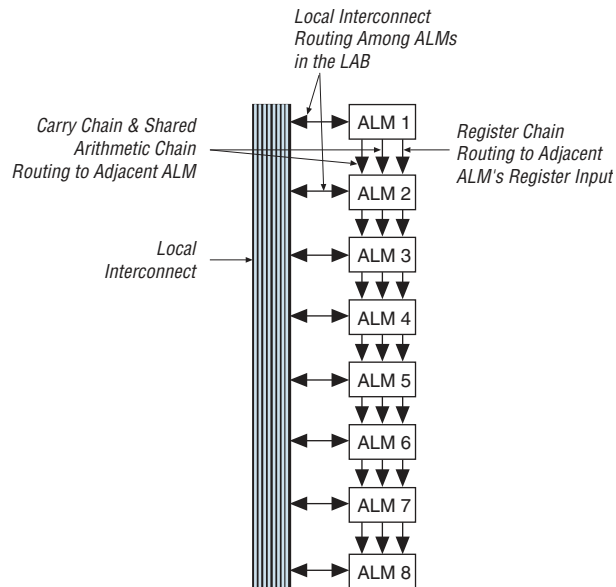 Local Interconnect
Routing Among ALMs
in the LAB
Carry Chain & Shared
Arithmetic Chain
Routing to Adjacent ALM
Register Chain
Routing to Adjacent
ALM's Register Input
Local
Interconnect
ALM 1
ALM 2
ALM 3
ALM 4
ALM 5
ALM 6
ALM 7
ALM 8